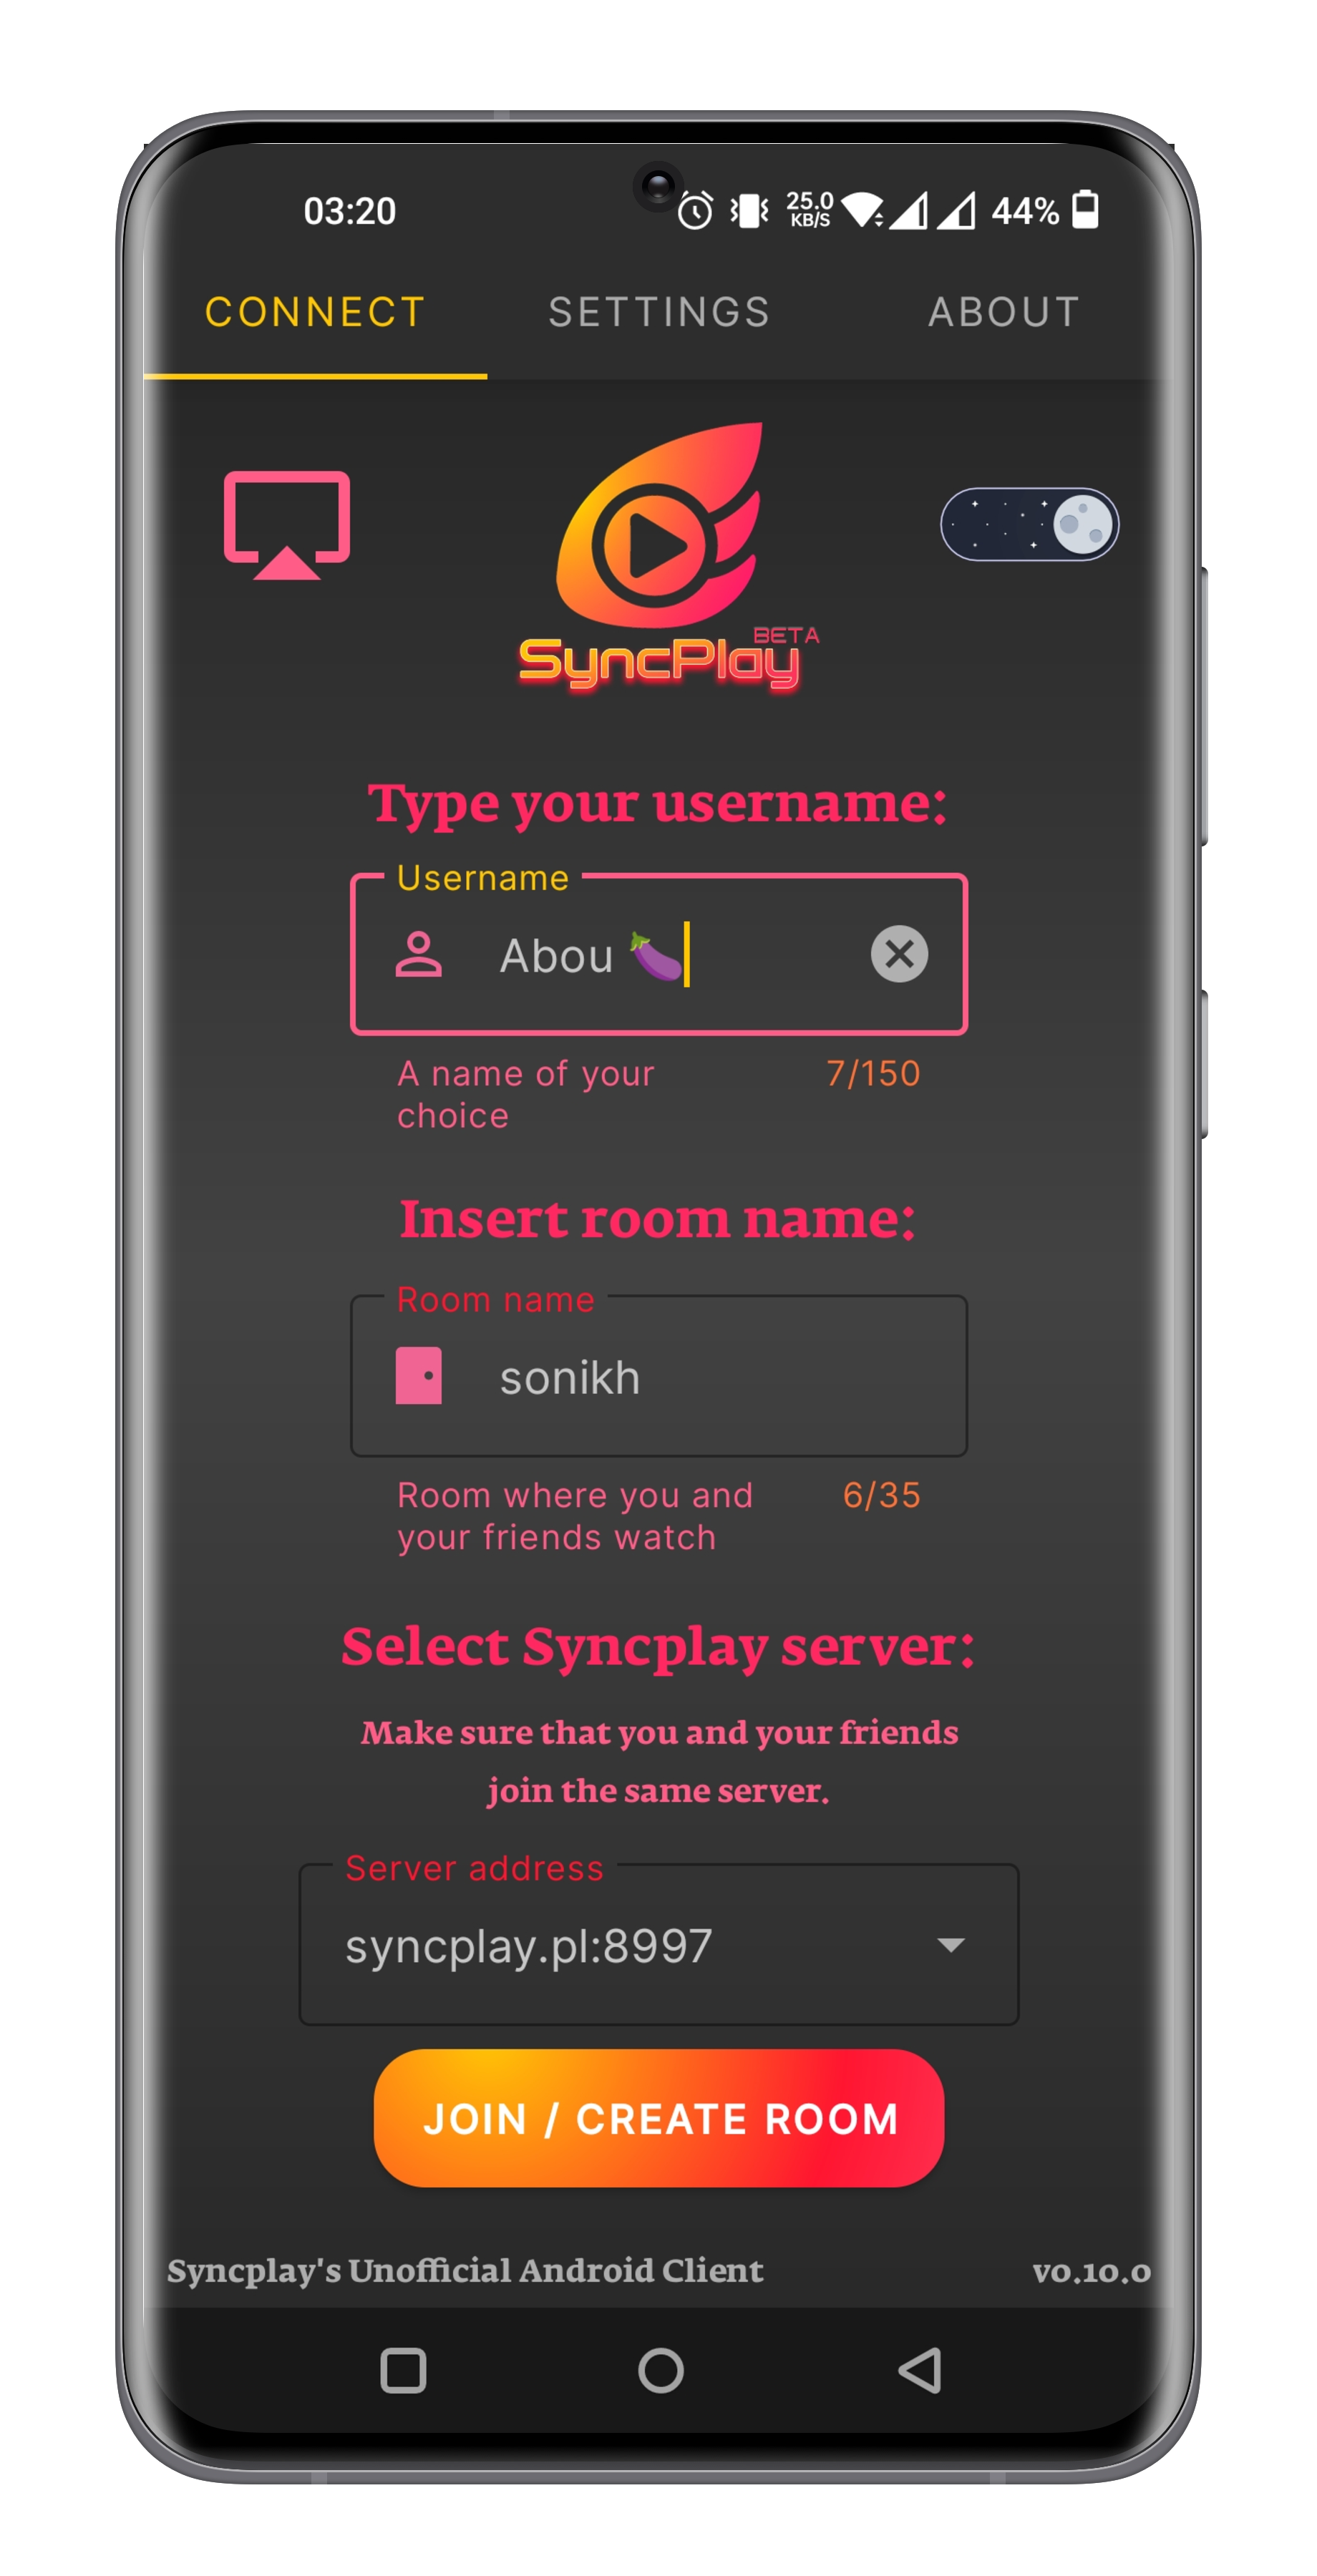 03:20 25.0 KB/S 44%
CONNECT SETTINGS ABOUT
BETA
SyncPlay
Type your username:
Username
Abou 🍆
A name of your 7/150
choice
Insert room name:
Room name
sonikh
Room where you and 6/35
your friends watch
Select Syncplay server:
Make sure that you and your friends
join the same server.
Server address
syncplay.pl:8997
JOIN / CREATE ROOM
Syncplay's Unofficial Android Client v0.10.0